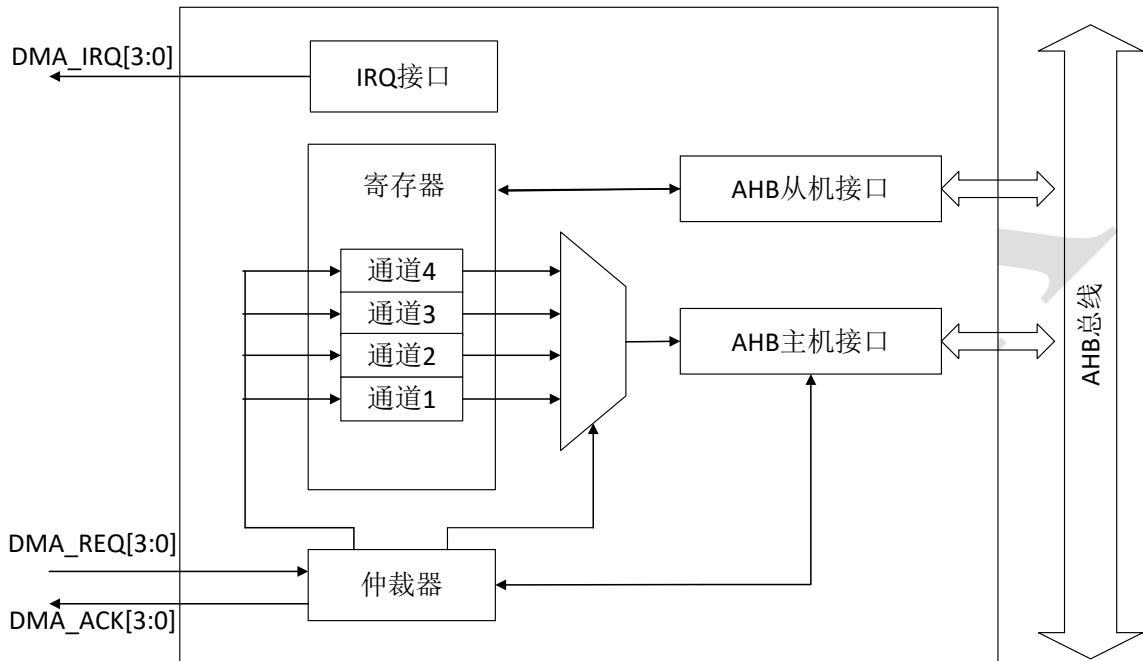 DMA_IRQ[3:0]
IRQ接口
寄存器
AHB从机接口
通道4
通道3
通道2
通道1
AHB主机接口
AHB总线
DMA_REQ[3:0]
仲裁器
DMA_ACK[3:0]